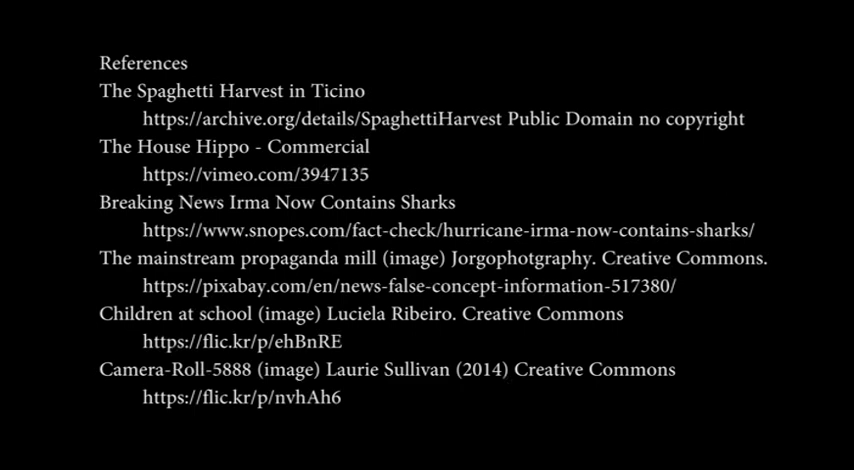 References
The Spaghetti Harvest in Ticino
https://archive.org/details/SpaghettiHarvest Public Domain no copyright
The House Hippo - Commercial
https://vimeo.com/3947135
Breaking News Irma Now Contains Sharks
https://www.snopes.com/fact-check/hurricane-irma-now-contains-sharks/
The mainstream propaganda mill (image) Jorgophotgraphy. Creative Commons.
https://pixabay.com/en/news-false-concept-information-517380/
Children at school (image) Luciela Ribeiro. Creative Commons
https://flic.kr/p/ehBnRE
Camera-Roll-5888 (image) Laurie Sullivan (2014) Creative Commons
https://flic.kr/p/nvhAh6